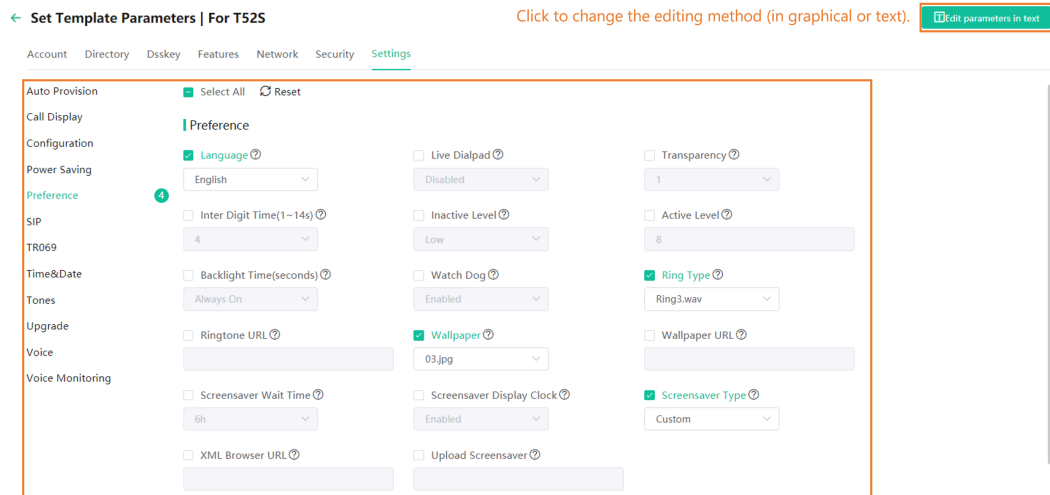 ← Set Template Parameters | For T52S
Click to change the editing method (in graphical or text).
Edit parameters in text
Account Directory Dsskey Features Network Security Settings
Auto Provision
Call Display
Configuration
Power Saving
Preference 4
SIP
TR069
Time&Date
Tones
Upgrade
Voice
Voice Monitoring
Select All Reset
Preference
Language Live Dialpad Transparency
English Disabled 1
Inter Digit Time(1~14s) Inactive Level Active Level
4 Low 8
Backlight Time(seconds) Watch Dog Ring Type
Always On Enabled Ring3.wav
Ringtone URL Wallpaper Wallpaper URL
03.jpg
Screensaver Wait Time Screensaver Display Clock Screensaver Type
6h Enabled Custom
XML Browser URL Upload Screensaver